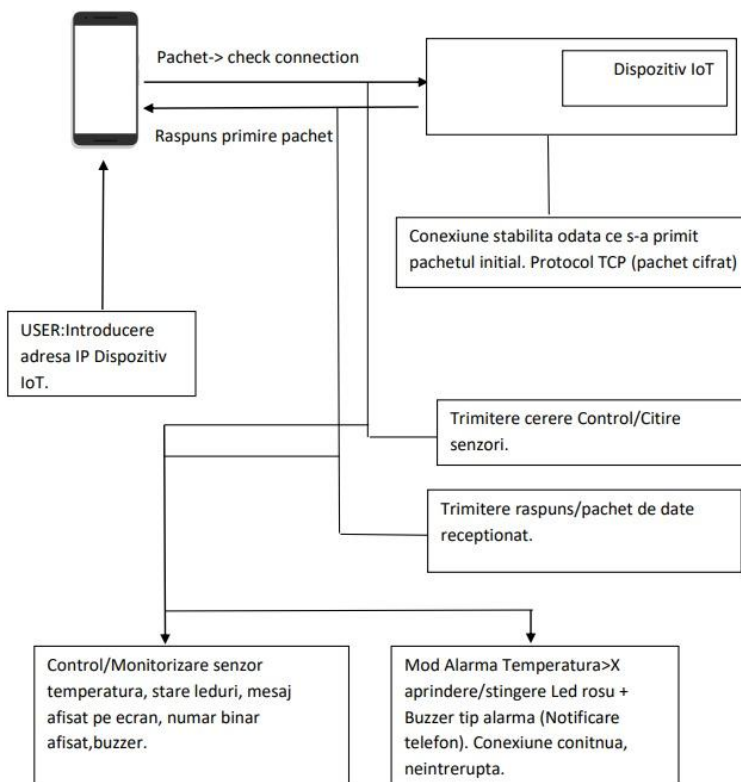 Pachet-> check connection
Dispozitiv IoT
Raspuns primire pachet
Conexiune stabilita odata ce s-a primit
pachetul initial. Protocol TCP (pachet cifrat)
USER:Introducere
adresa IP Dispozitiv
IoT.
Trimitere cerere Control/Citire
senzori.
Trimitere raspuns/pachet de date
receptionat.
Control/Monitorizare senzor
temperatura, stare leduri, mesaj
afisat pe ecran, numar binar
afisat,buzzer.
Mod Alarma Temperatura>X
aprindere/stingere Led rosu +
Buzzer tip alarma (Notificare
telefon). Conexiune conitnua,
neintrerupta.